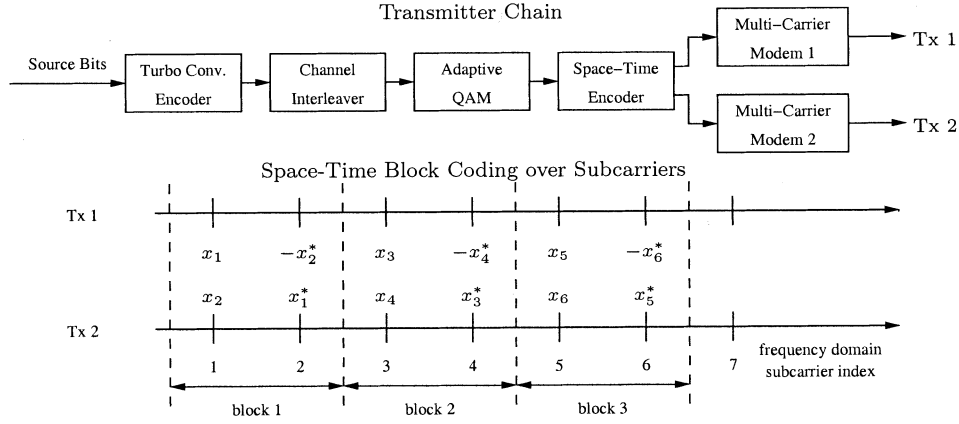 Transmitter Chain
Source Bits
Turbo Conv.
Encoder
Channel
Interleaver
Adaptive
QAM
Space-Time
Encoder
Multi-Carrier
Modem 1
Tx 1
Multi-Carrier
Modem 2
Tx 2
Space-Time Block Coding over Subcarriers
Tx 1
x₁ -x₂* x₃ -x₄* x₅ -x₆*
x₂ x₁* x₄ x₃* x₆ x₅*
Tx 2
1 2 3 4 5 6 7
frequency domain
subcarrier index
block 1 block 2 block 3